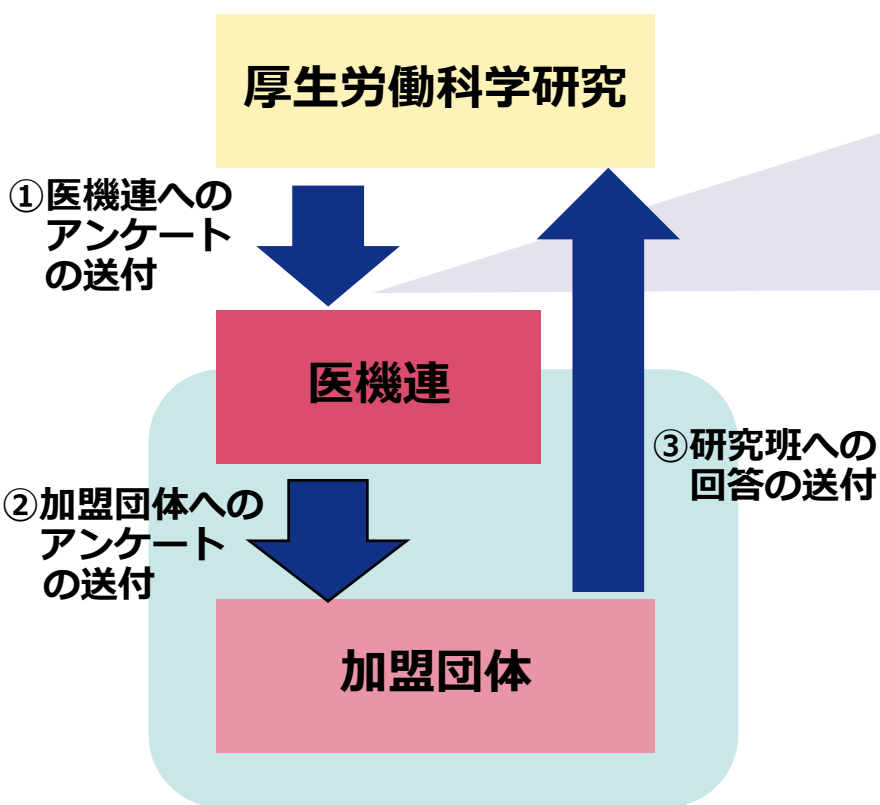 厚生労働科学研究
①医機連への
アンケート
の送付
医機連
③研究班への
回答の送付
②加盟団体への
アンケート
の送付
加盟団体